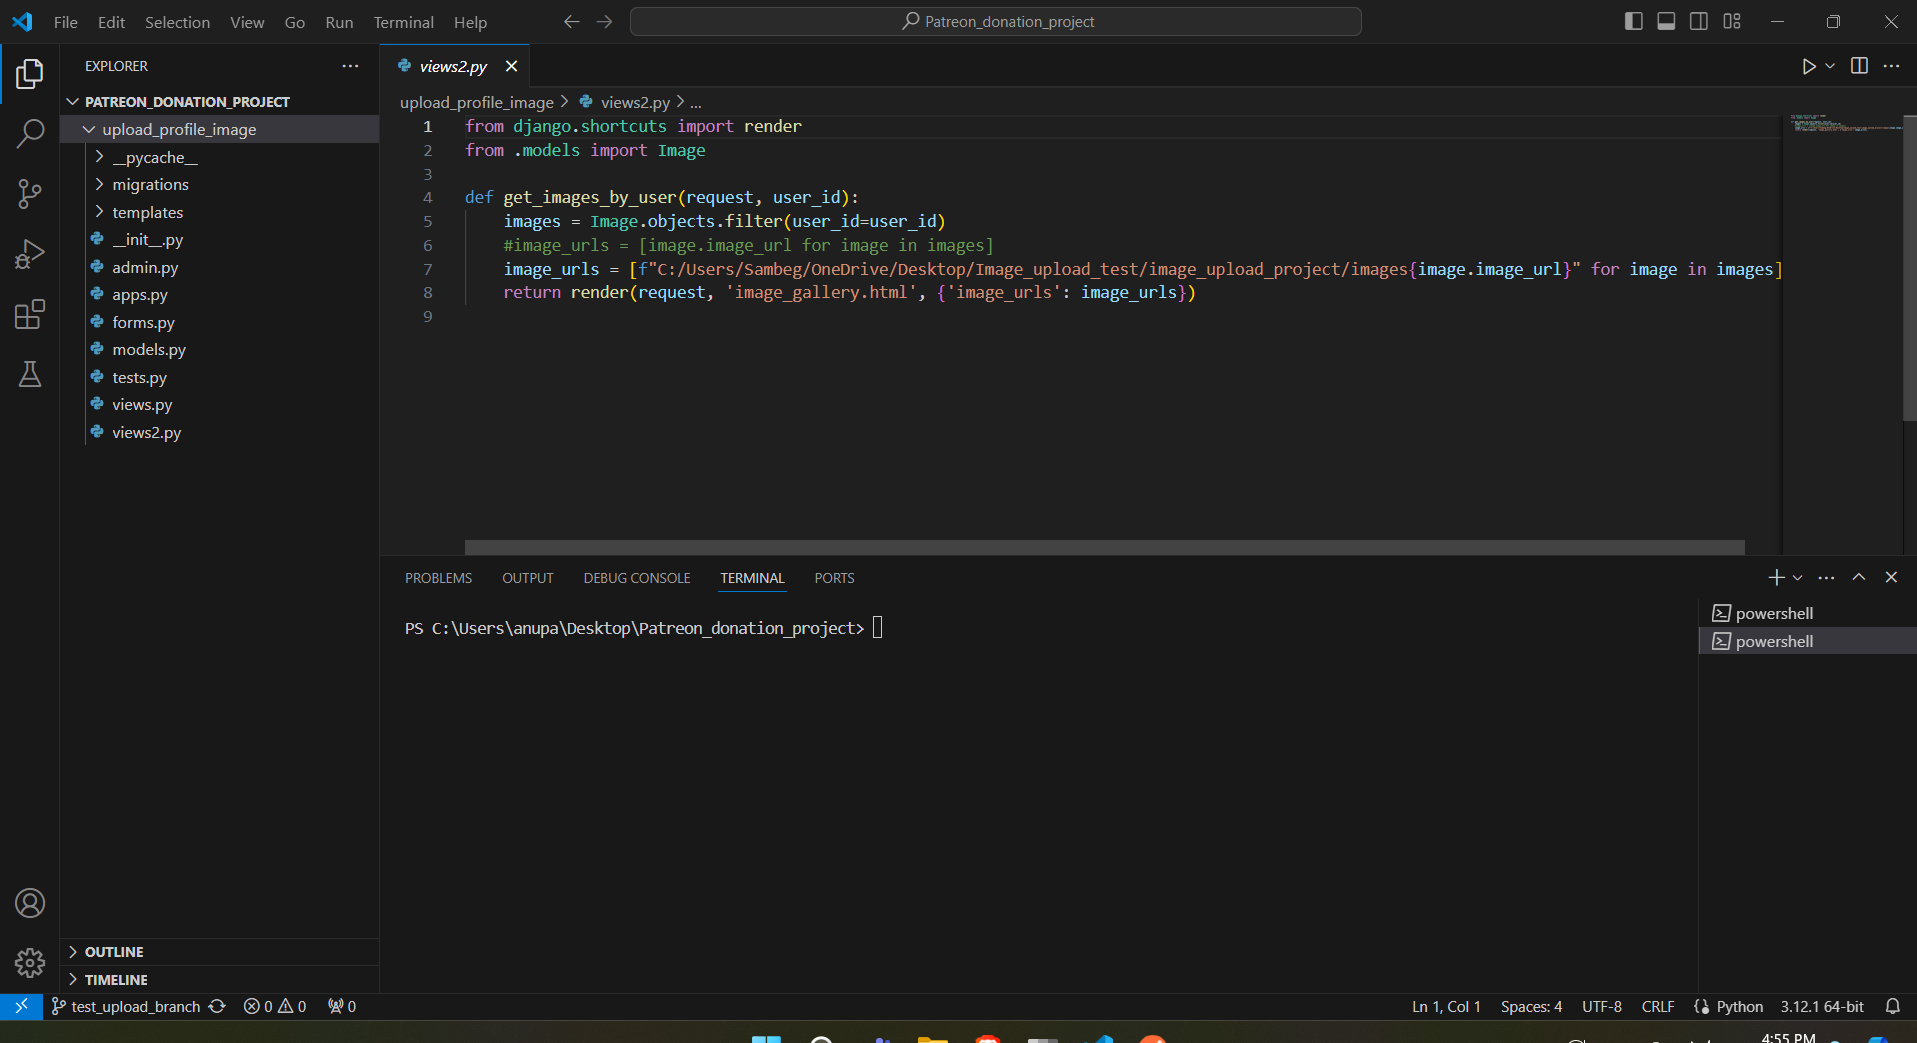 File Edit Selection View Go Run Terminal Help
Patreon_donation_project
EXPLORER
PATREON_DONATION_PROJECT
upload_profile_image
__pycache__
migrations
templates
__init__.py
admin.py
apps.py
forms.py
models.py
tests.py
views.py
views2.py
OUTLINE
TIMELINE
views2.py
upload_profile_image > views2.py > ...
1 from django.shortcuts import render
2 from .models import Image
3
4 def get_images_by_user(request, user_id):
5 images = Image.objects.filter(user_id=user_id)
6 #image_urls = [image.image_url for image in images]
7 image_urls = [f"C:/Users/Sambeg/OneDrive/Desktop/Image_upload_test/image_upload_project/images{image.image_url}" for image in images]
8 return render(request, 'image_gallery.html', {'image_urls': image_urls})
9
PROBLEMS OUTPUT DEBUG CONSOLE TERMINAL PORTS
PS C:\Users\anupa\Desktop\Patreon_donation_project>
powershell
powershell
test_upload_branch 0 0 0
Ln 1, Col 1 Spaces: 4 UTF-8 CRLF Python 3.12.1 64-bit
4:55 PM